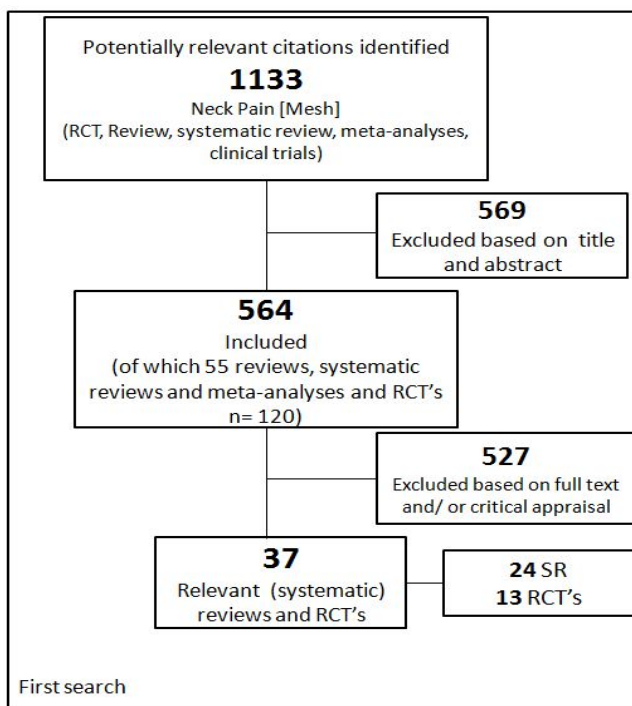 Potentially relevant citations identified
1133
Neck Pain [Mesh]
(RCT, Review, systematic review, meta-analyses,
clinical trials)
569
Excluded based on title
and abstract
564
Included
(of which 55 reviews, systematic
reviews and meta-analyses and RCT's
n= 120)
527
Excluded based on full text
and/ or critical appraisal
37
Relevant (systematic)
reviews and RCT's
24 SR
13 RCT's
First search